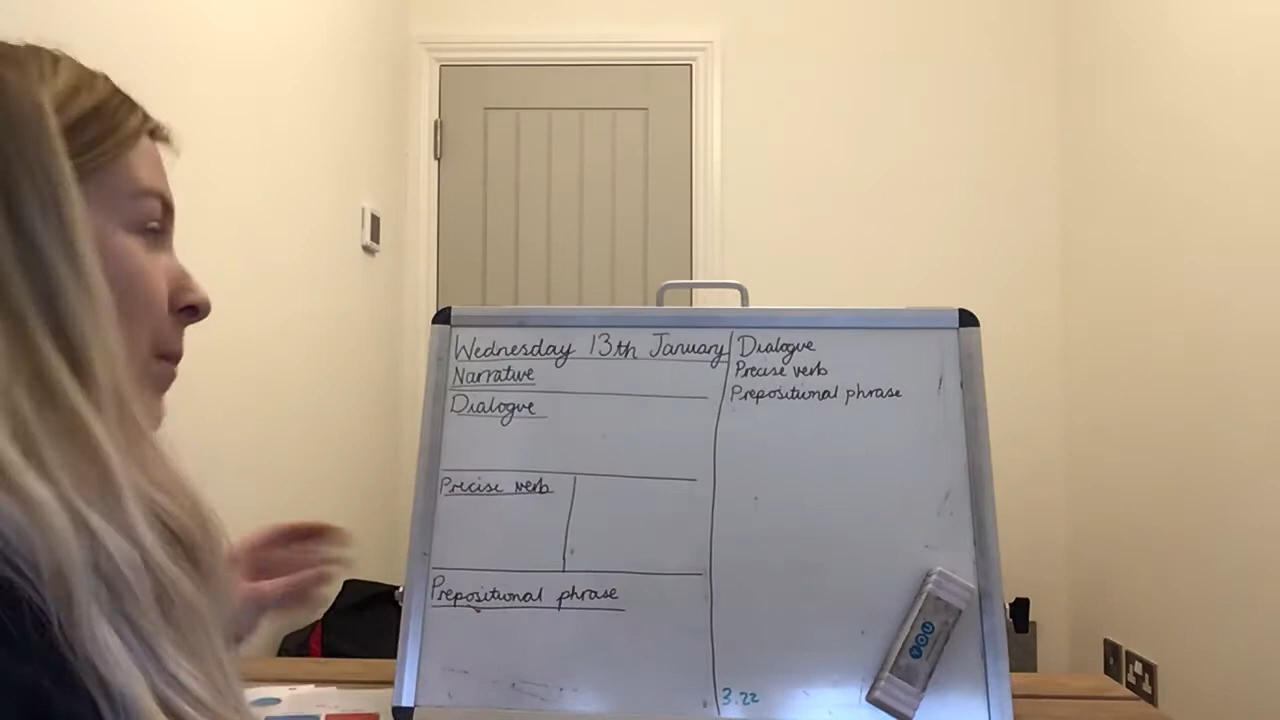 Wednesday 13th January
Narrative
Dialogue
Precise verb
Prepositional phrase
Dialogue
Precise verb
Prepositional phrase
3.22